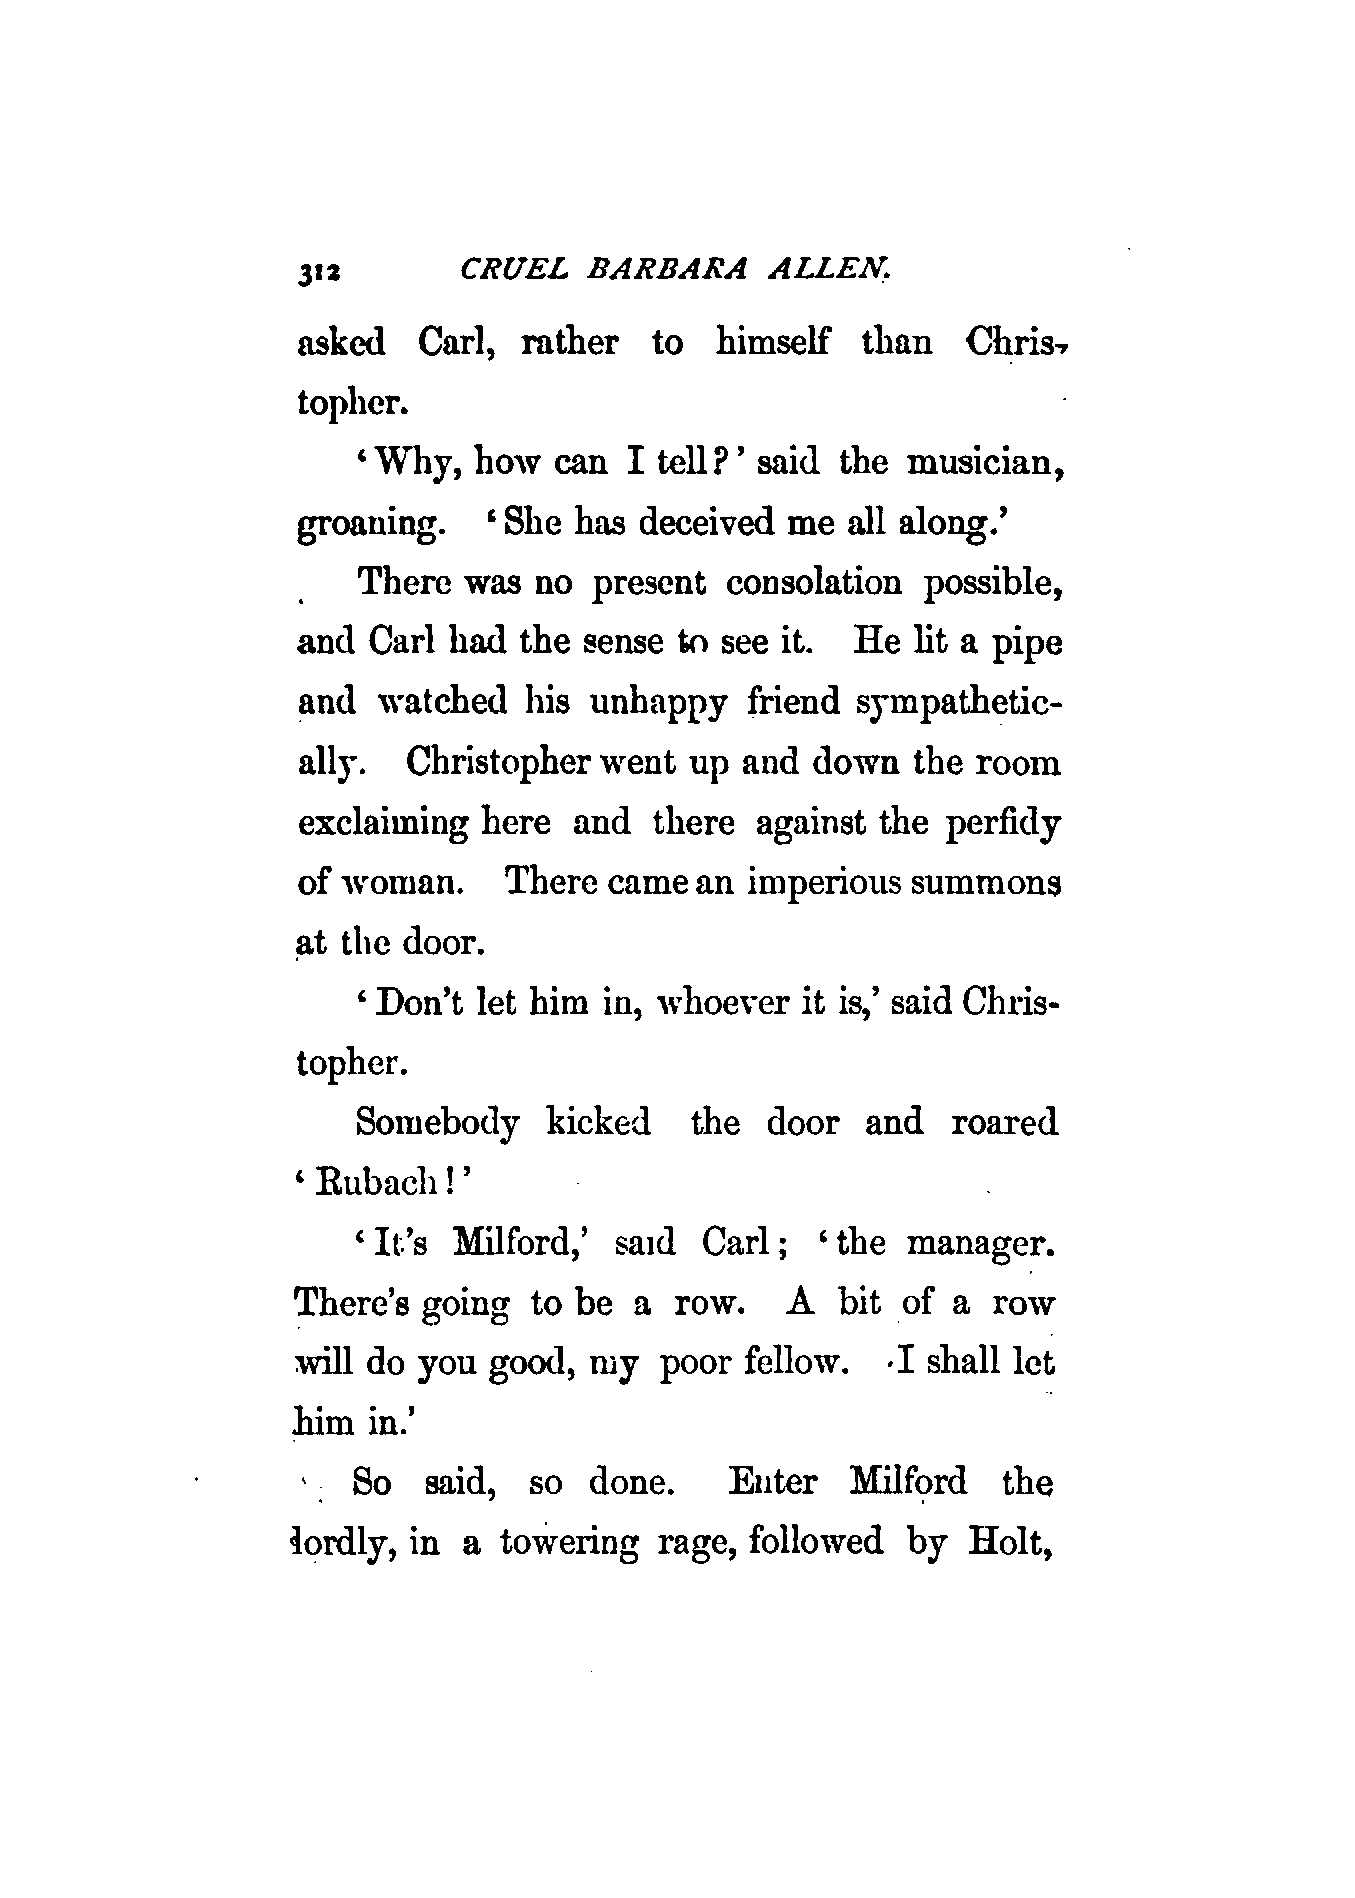 312 CRUEL BARBARA ALLEN.
asked Carl, rather to himself than Chris-
topher.
‘Why, how can I tell?’ said the musician,
groaning. ‘She has deceived me all along.’
There was no present consolation possible,
and Carl had the sense to see it. He lit a pipe
and watched his unhappy friend sympathetic-
ally. Christopher went up and down the room
exclaiming here and there against the perfidy
of woman. There came an imperious summons
at the door.
‘Don’t let him in, whoever it is,’ said Chris-
topher.
Somebody kicked the door and roared
‘Rubach!’
‘It’s Milford,’ said Carl; ‘the manager.
There’s going to be a row. A bit of a row
will do you good, my poor fellow. I shall let
him in.’
So said, so done. Enter Milford the
lordly, in a towering rage, followed by Holt,